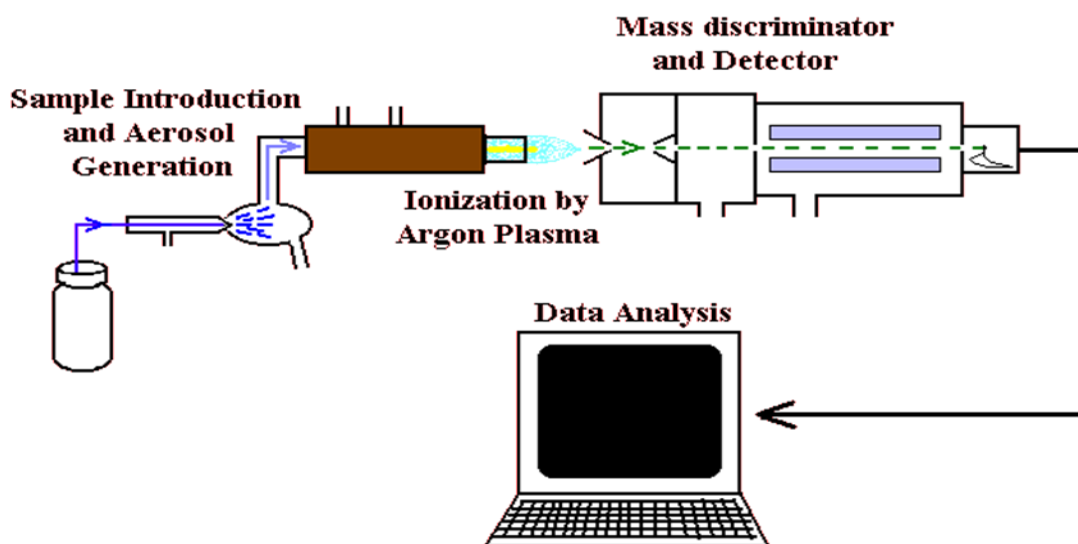 Mass discriminator
and Detector
Sample Introduction
and Aerosol
Generation
Ionization by
Argon Plasma
Data Analysis